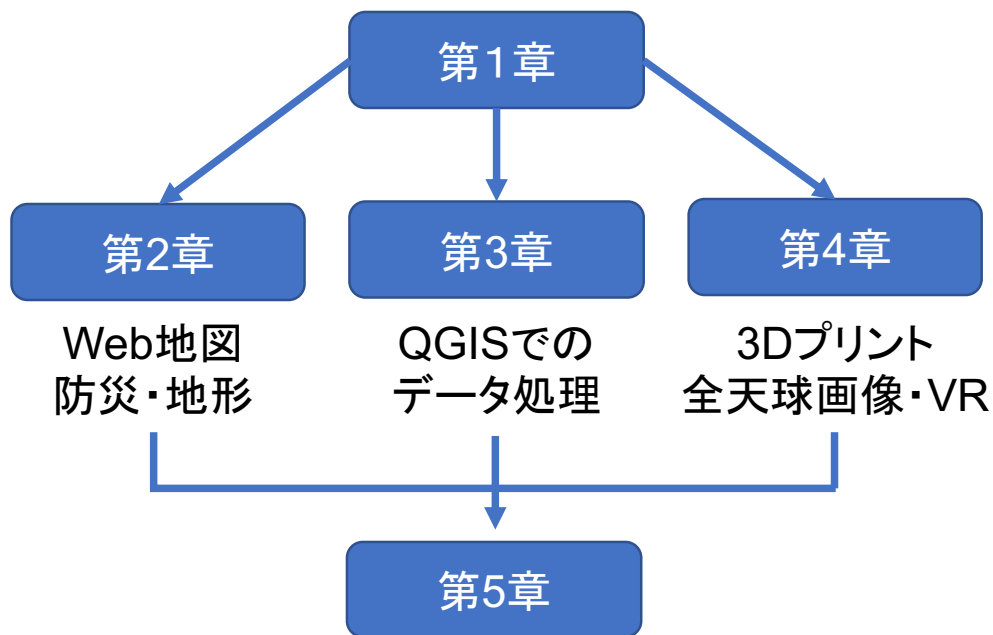 第１章
第2章
第3章
第4章
Web地図
防災・地形
QGISでの
データ処理
3Dプリント
全天球画像・VR
第5章